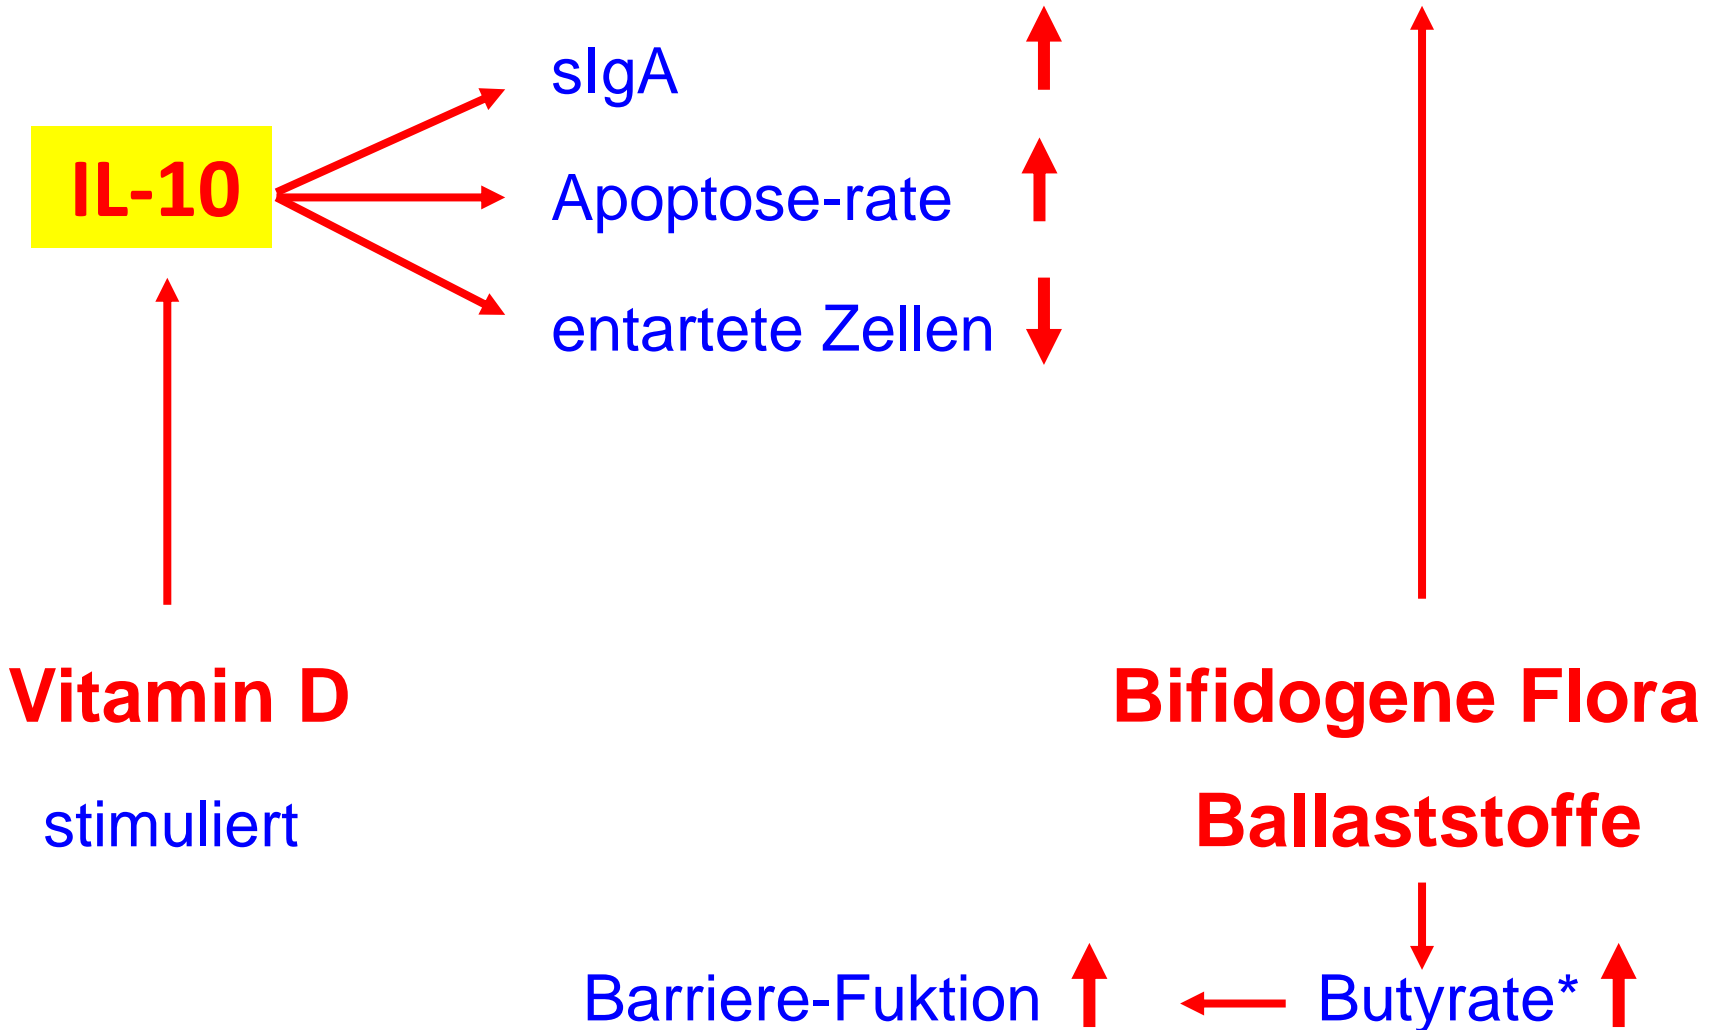 sIgA
IL-10
Apoptose-rate
entartete Zellen
Vitamin D
Bifidogene Flora
stimuliert
Ballaststoffe
Barriere-Fuktion
Butyrate*